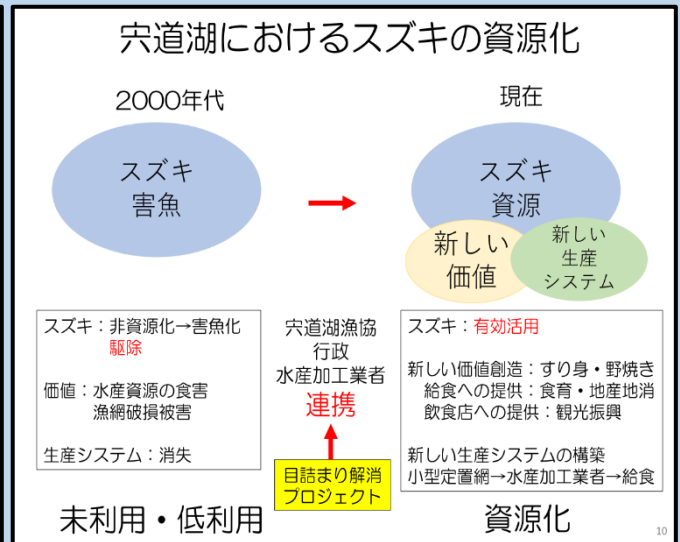 宍道湖におけるスズキの資源化
2000年代
現在
スズキ
害魚
スズキ
資源
新しい
価値
新しい
生産
システム
スズキ：非資源化→害魚化
駆除
価値：水産資源の食害
漁網破損被害
生産システム：消失
宍道湖漁協
行政
水産加工業者
連携
目詰まり解消
プロジェクト
スズキ：有効活用
新しい価値創造：すり身・野焼き
給食への提供：食育・地産地消
飲食店への提供：観光振興
新しい生産システムの構築
小型定置網→水産加工業者→給食
未利用・低利用
資源化
10